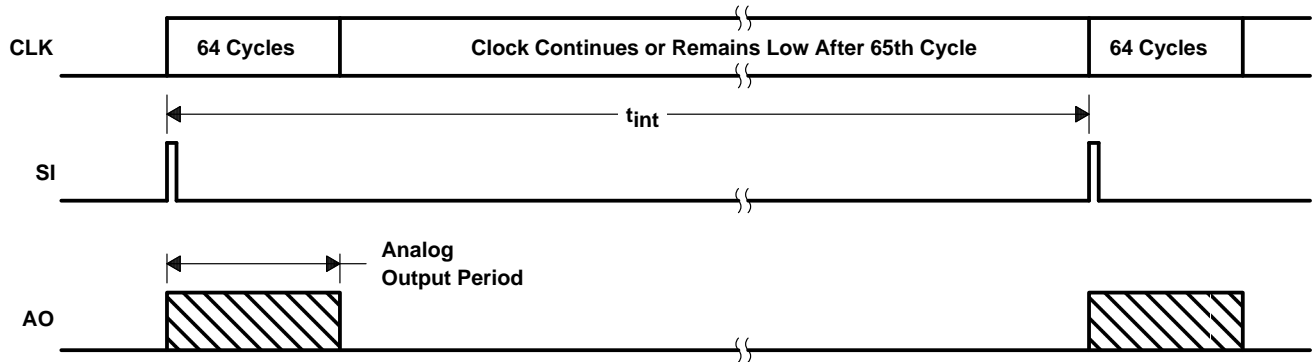 CLK
64 Cycles
Clock Continues or Remains Low After 65th Cycle
64 Cycles
tint
SI
Analog
Output Period
AO